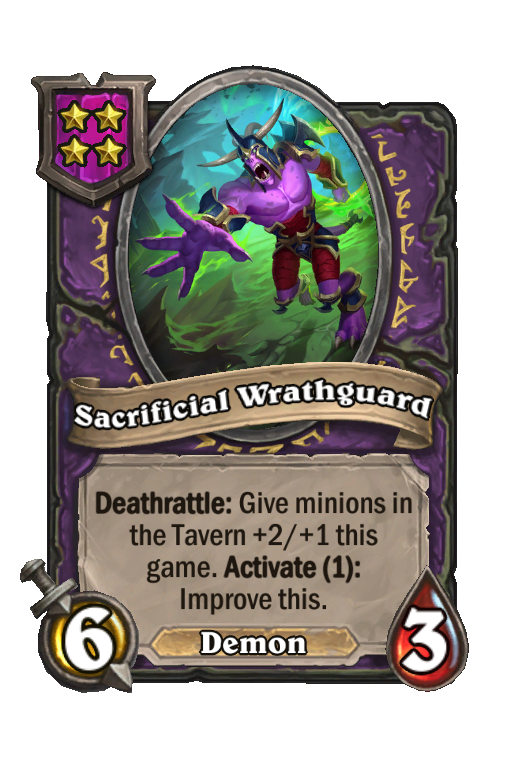 Sacrificial Wrathguard
Deathrattle: Give minions in
the Tavern +2/+1 this
game. Activate (1):
Improve this.
6
Demon
3